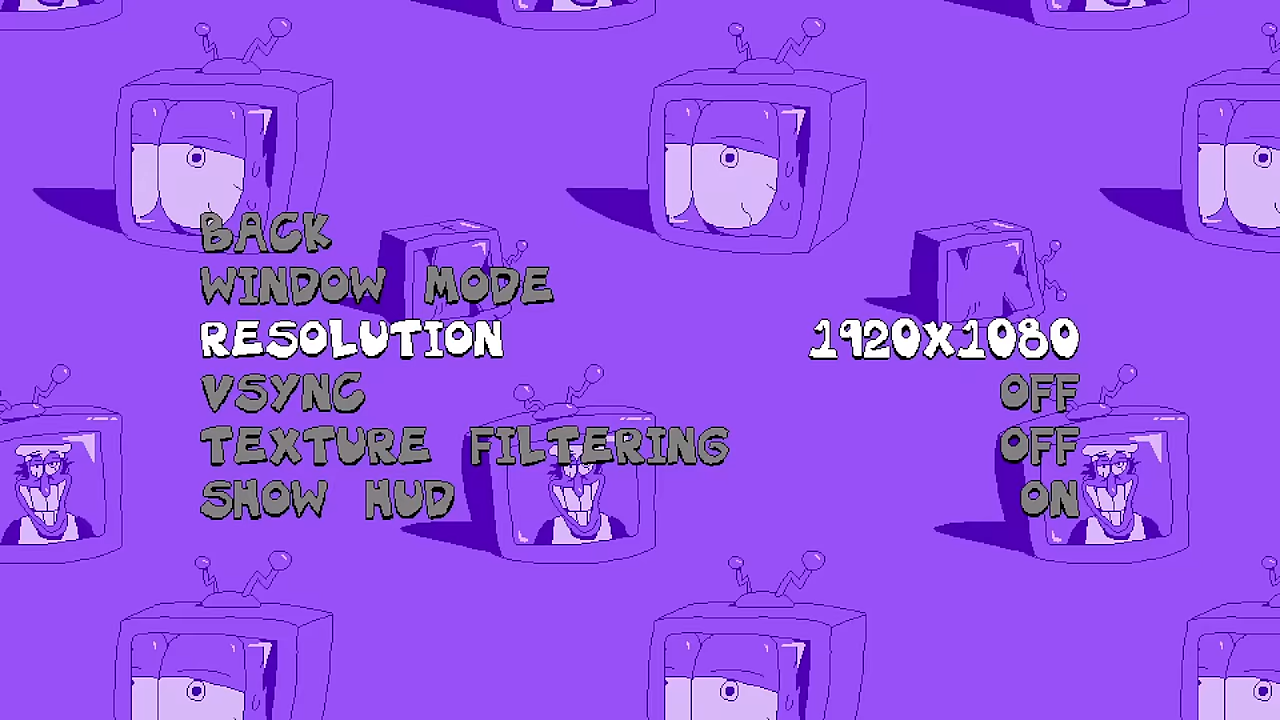 BACK
WINDOW MODE
RESOLUTION 1920X1080
VSYNC OFF
TEXTURE FILTERING OFF
SHOW HUD ON